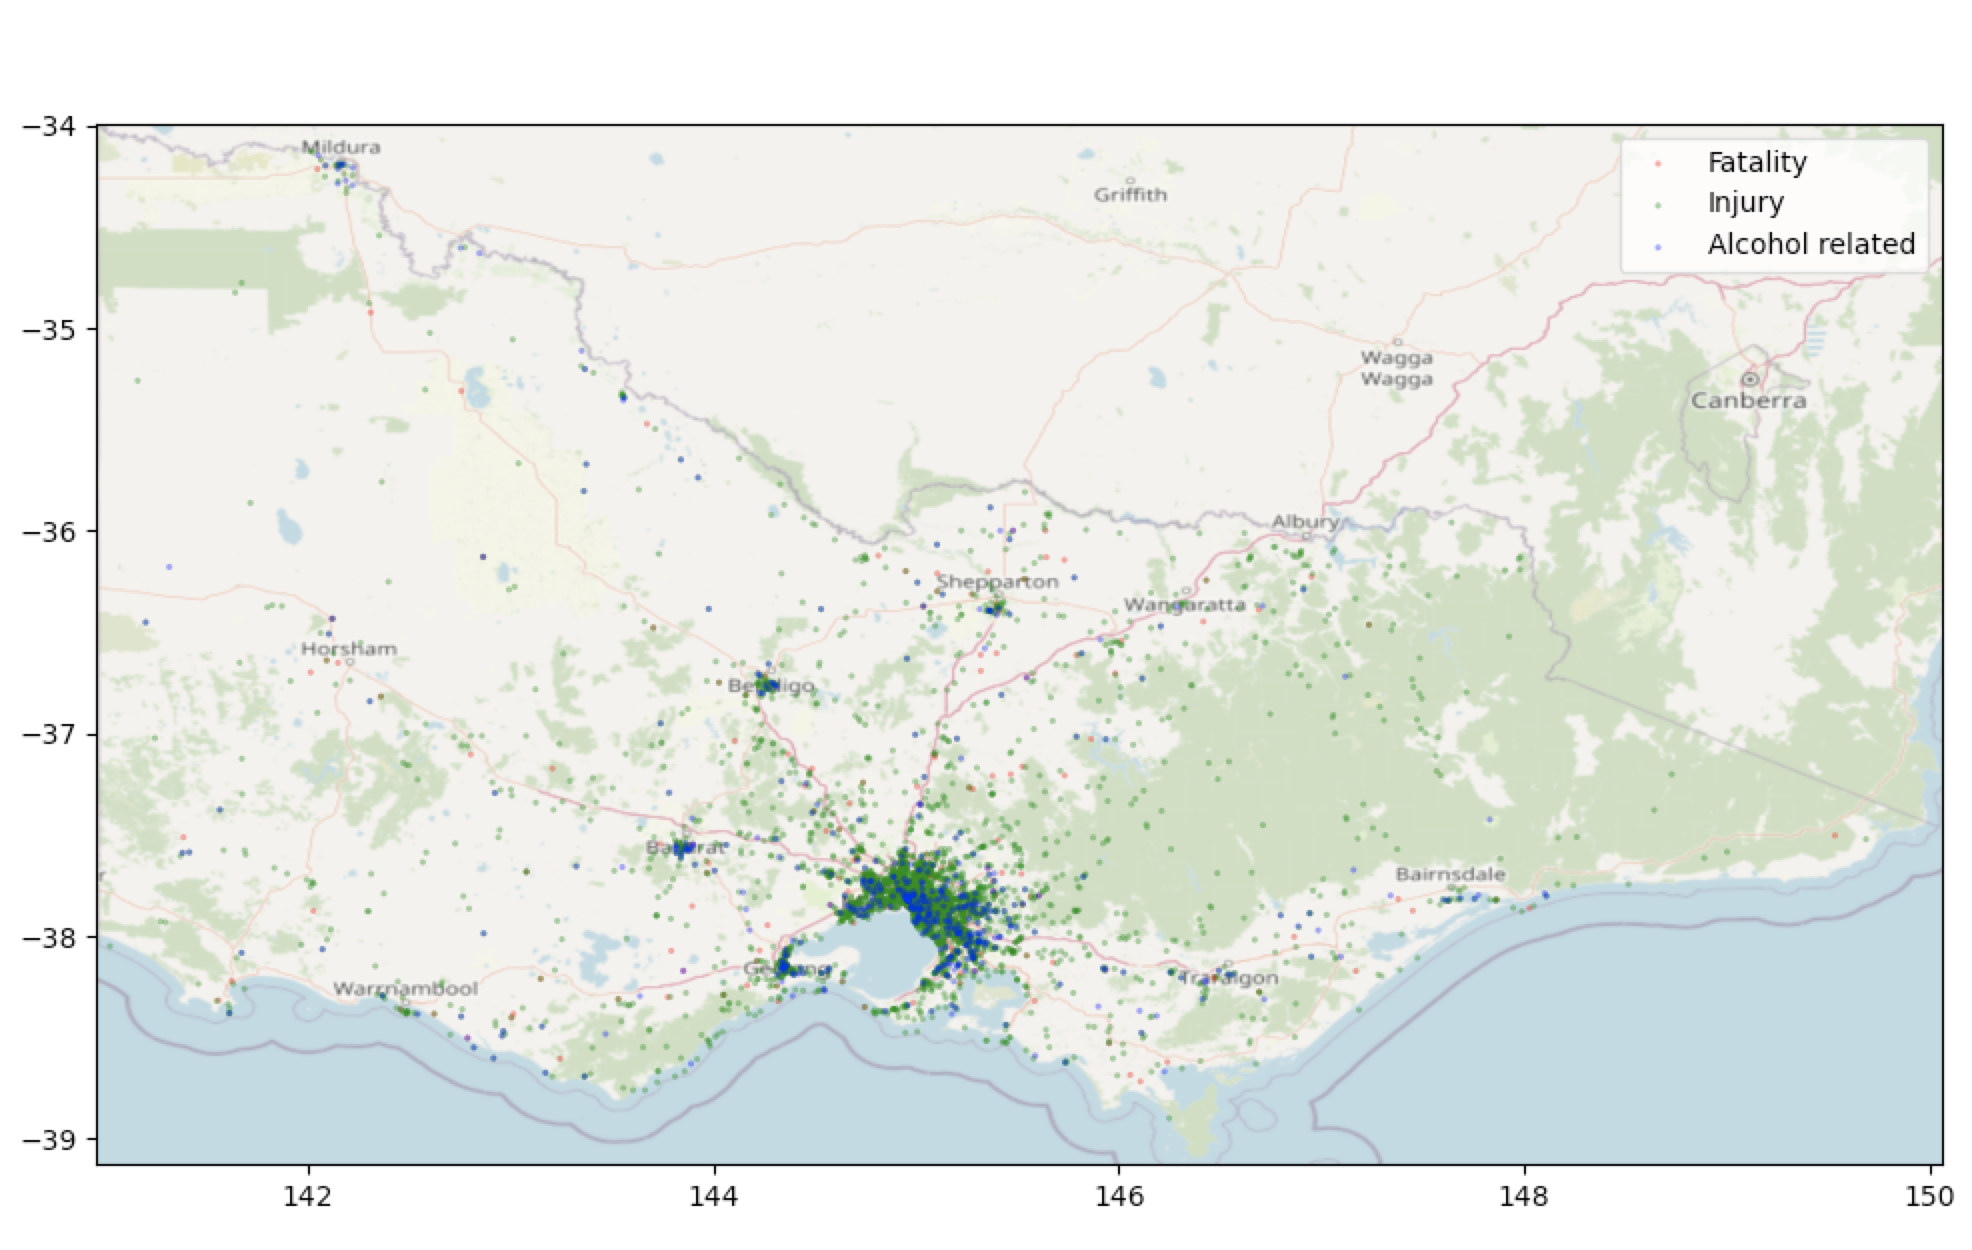 −34
−35
−36
−37
−38
−39
142
144
146
148
150
Fatality
Injury
Alcohol related
Mildura
Griffith
Wagga
Wagga
Canberra
Albury
Shepparton
Wangaratta
Horsham
Bendigo
Ballarat
Bairnsdale
Geelong
Traralgon
Warrnambool